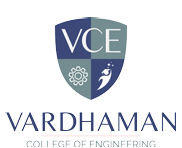 VCE
VARDHAMAN
COLLEGE OF ENGINEERING